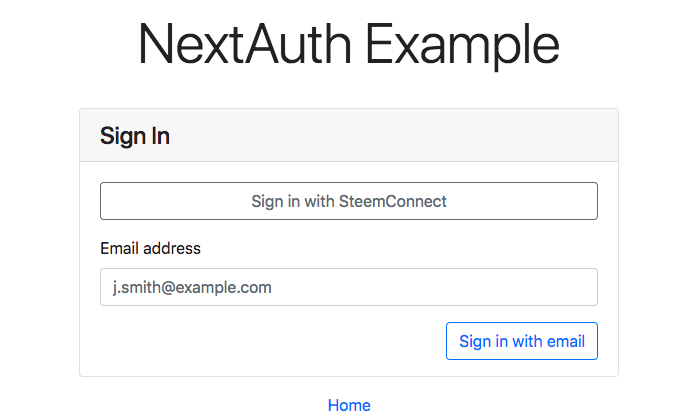 NextAuth Example
Sign In
Sign in with SteemConnect
Email address
j.smith@example.com
Sign in with email
Home